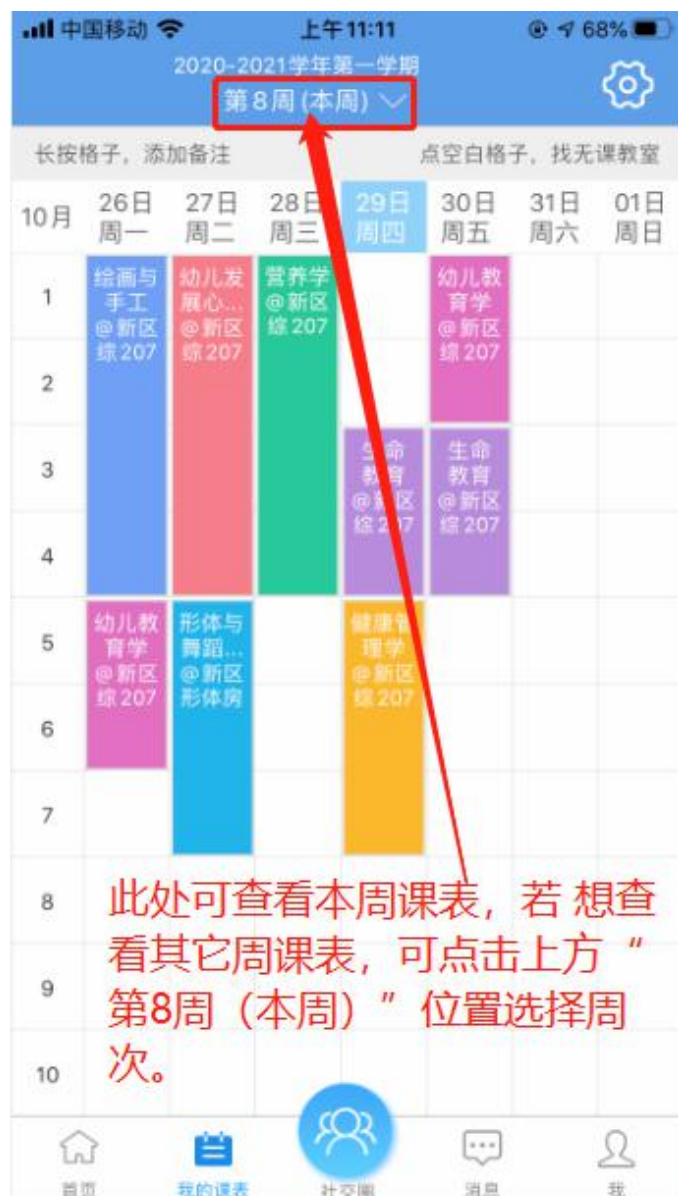 中国移动 上午11:11 68%
2020-2021学年第一学期
第8周(本周)
长按格子，添加备注 点空白格子，找无课教室
10月 26日 27日 28日 29日 30日 31日 01日
周一 周二 周三 周四 周五 周六 周日
1
绘画与
手工
@新区
综207
幼儿发
展心...
@新区
综207
营养学
@新区
综207
幼儿教
育学
@新区
综207
2
3
生命
教育
@新区
综207
生命
教育
@新区
综207
4
5
幼儿教
育学
@新区
综207
形体与
舞蹈...
@新区
形体房
健康管
理学
@新区
综207
6
7
8
9
10
此处可查看本周课表，若 想查
看其它周课表，可点击上方“
第8周（本周）”位置选择周
次。
首页 我的课表 社交圈 消息 我